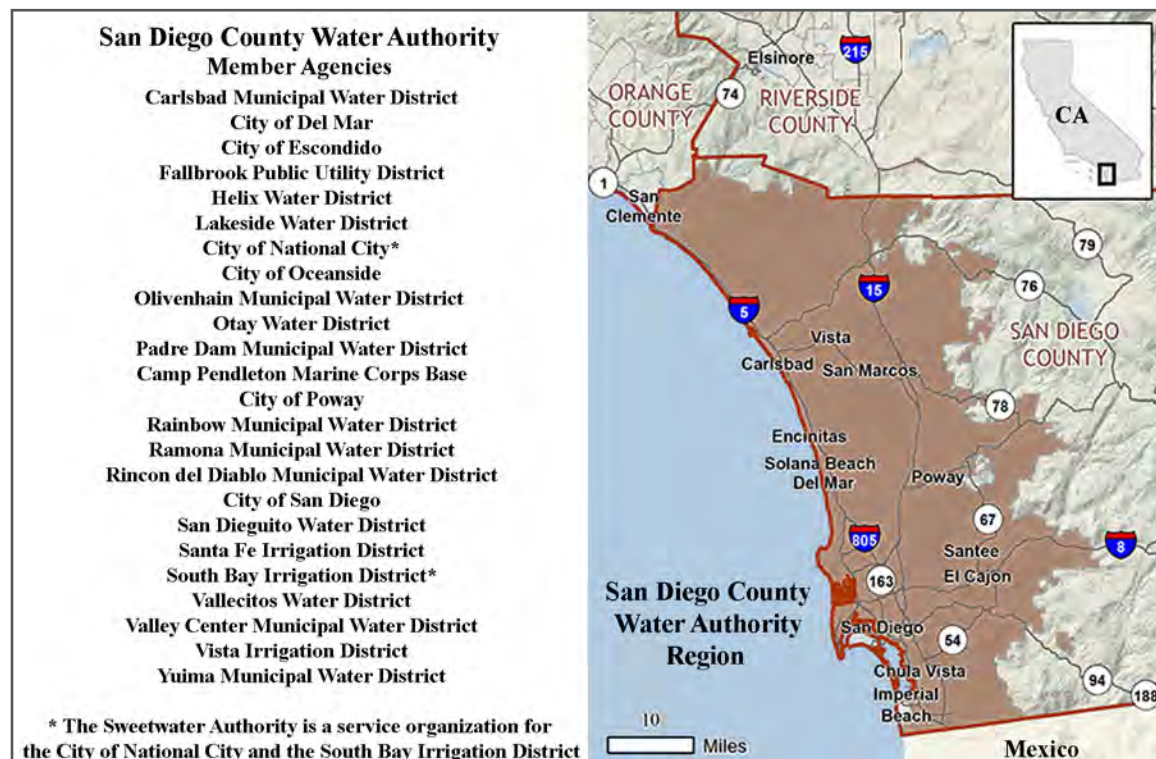 San Diego County Water Authority
Member Agencies
Carlsbad Municipal Water District
City of Del Mar
City of Escondido
Fallbrook Public Utility District
Helix Water District
Lakeside Water District
City of National City*
City of Oceanside
Olivenhain Municipal Water District
Otay Water District
Padre Dam Municipal Water District
Camp Pendleton Marine Corps Base
City of Poway
Rainbow Municipal Water District
Ramona Municipal Water District
Rincon del Diablo Municipal Water District
City of San Diego
San Dieguito Water District
Santa Fe Irrigation District
South Bay Irrigation District*
Vallecitos Water District
Valley Center Municipal Water District
Vista Irrigation District
Yuima Municipal Water District
* The Sweetwater Authority is a service organization for
the City of National City and the South Bay Irrigation District
215
Elsinore
ORANGE
COUNTY
74
RIVERSIDE
COUNTY
CA
1
San
Clemente
79
76
15
5
SAN DIEGO
COUNTY
Vista
Carlsbad
San Marcos
78
Encinitas
Solana Beach
Del Mar
Poway
67
805
8
Santee
163
El Cajon
San Diego County
Water Authority
Region
San Diego
54
Chula Vista
94
188
Imperial
Beach
10
Miles
Mexico